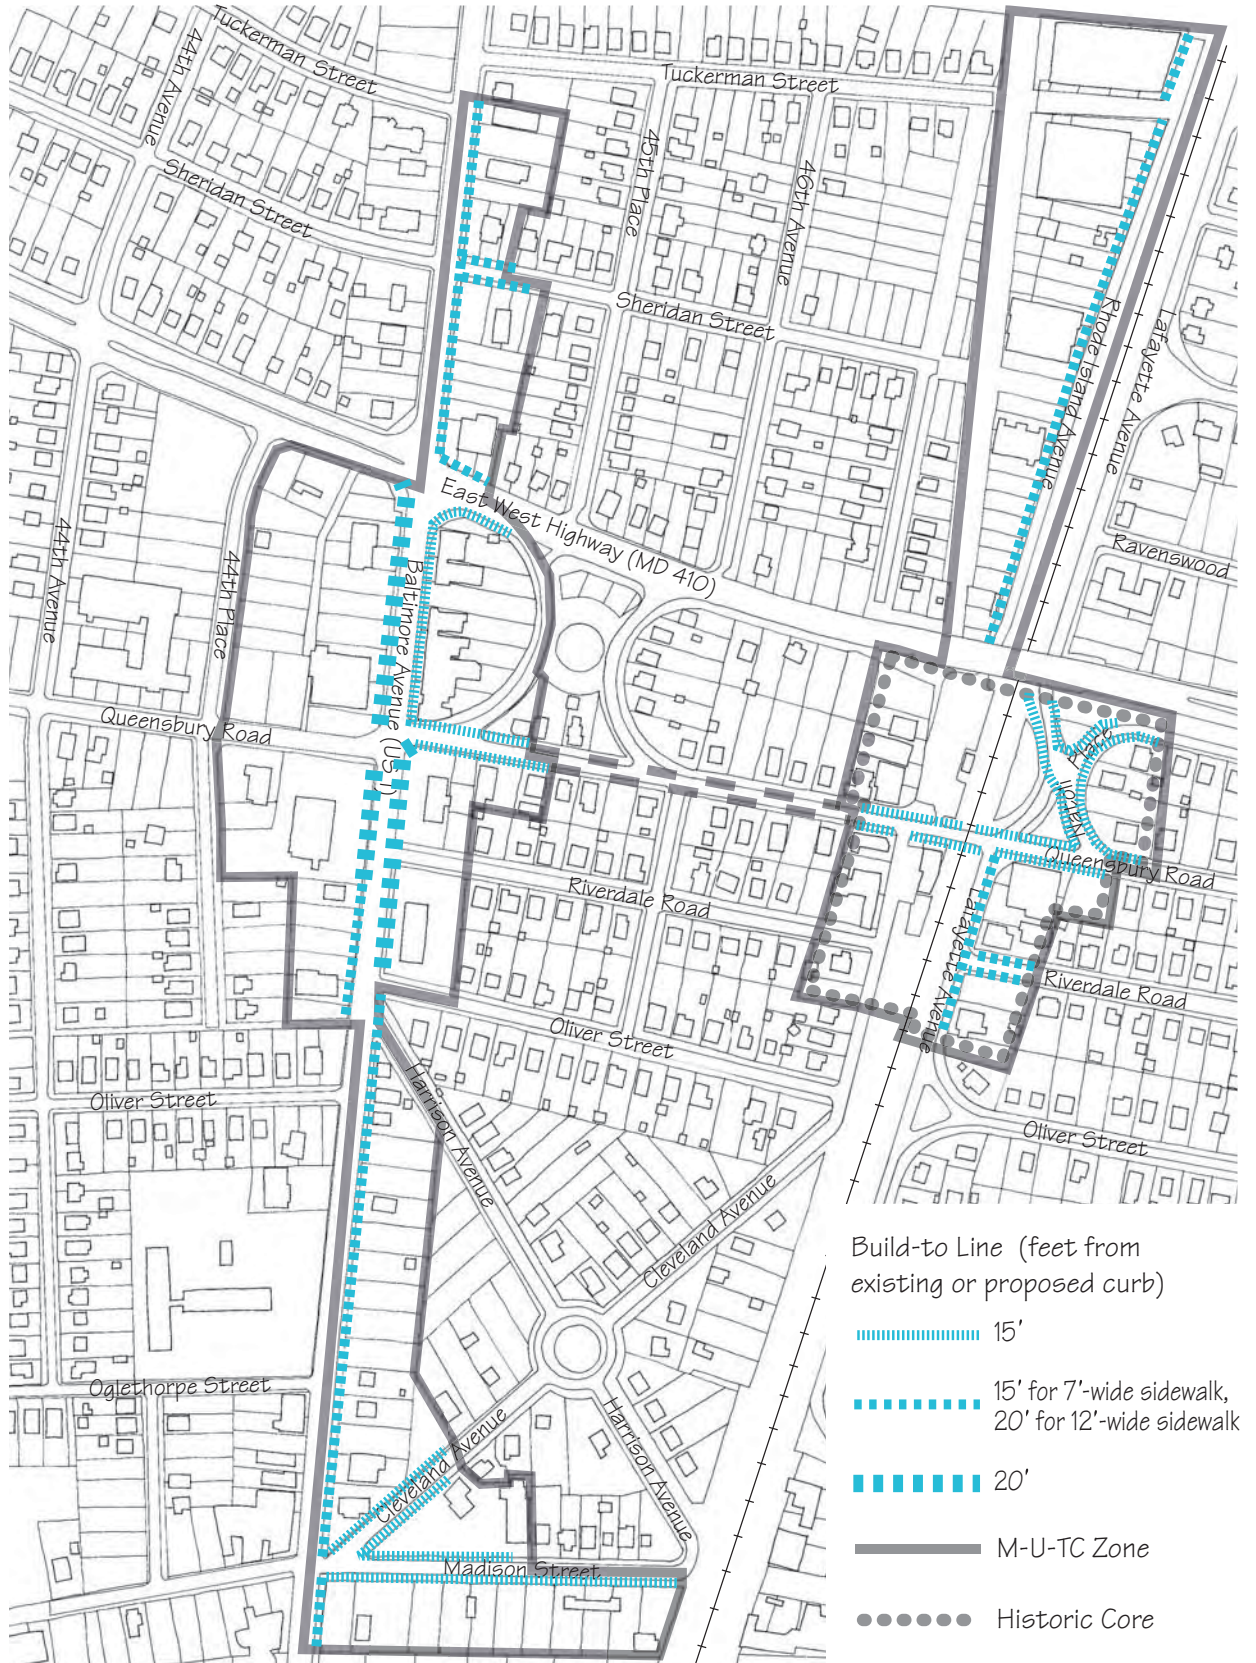 Tuckerman Street
44th Avenue
Tuckerman Street
Sheridan Street
45th Place
46th Avenue
Sheridan Street
Rhode Island Avenue
Lafayette Avenue
East West Highway (MD 410)
Ravenswood
44th Avenue
44th Place
Baltimore Avenue (US 1)
Queensbury Road
Natoli
Place
Queensbury Road
Riverdale Road
Lafayette Avenue
Riverdale Road
Oliver Street
Oliver Street
Harrison Avenue
Oliver Street
Cleveland Avenue
Oglethorpe Street
Cleveland Avenue
Harrison Avenue
Madison Street
Build-to Line (feet from
existing or proposed curb)
15'
15' for 7'-wide sidewalk,
20' for 12'-wide sidewalk
20'
M-U-TC Zone
Historic Core